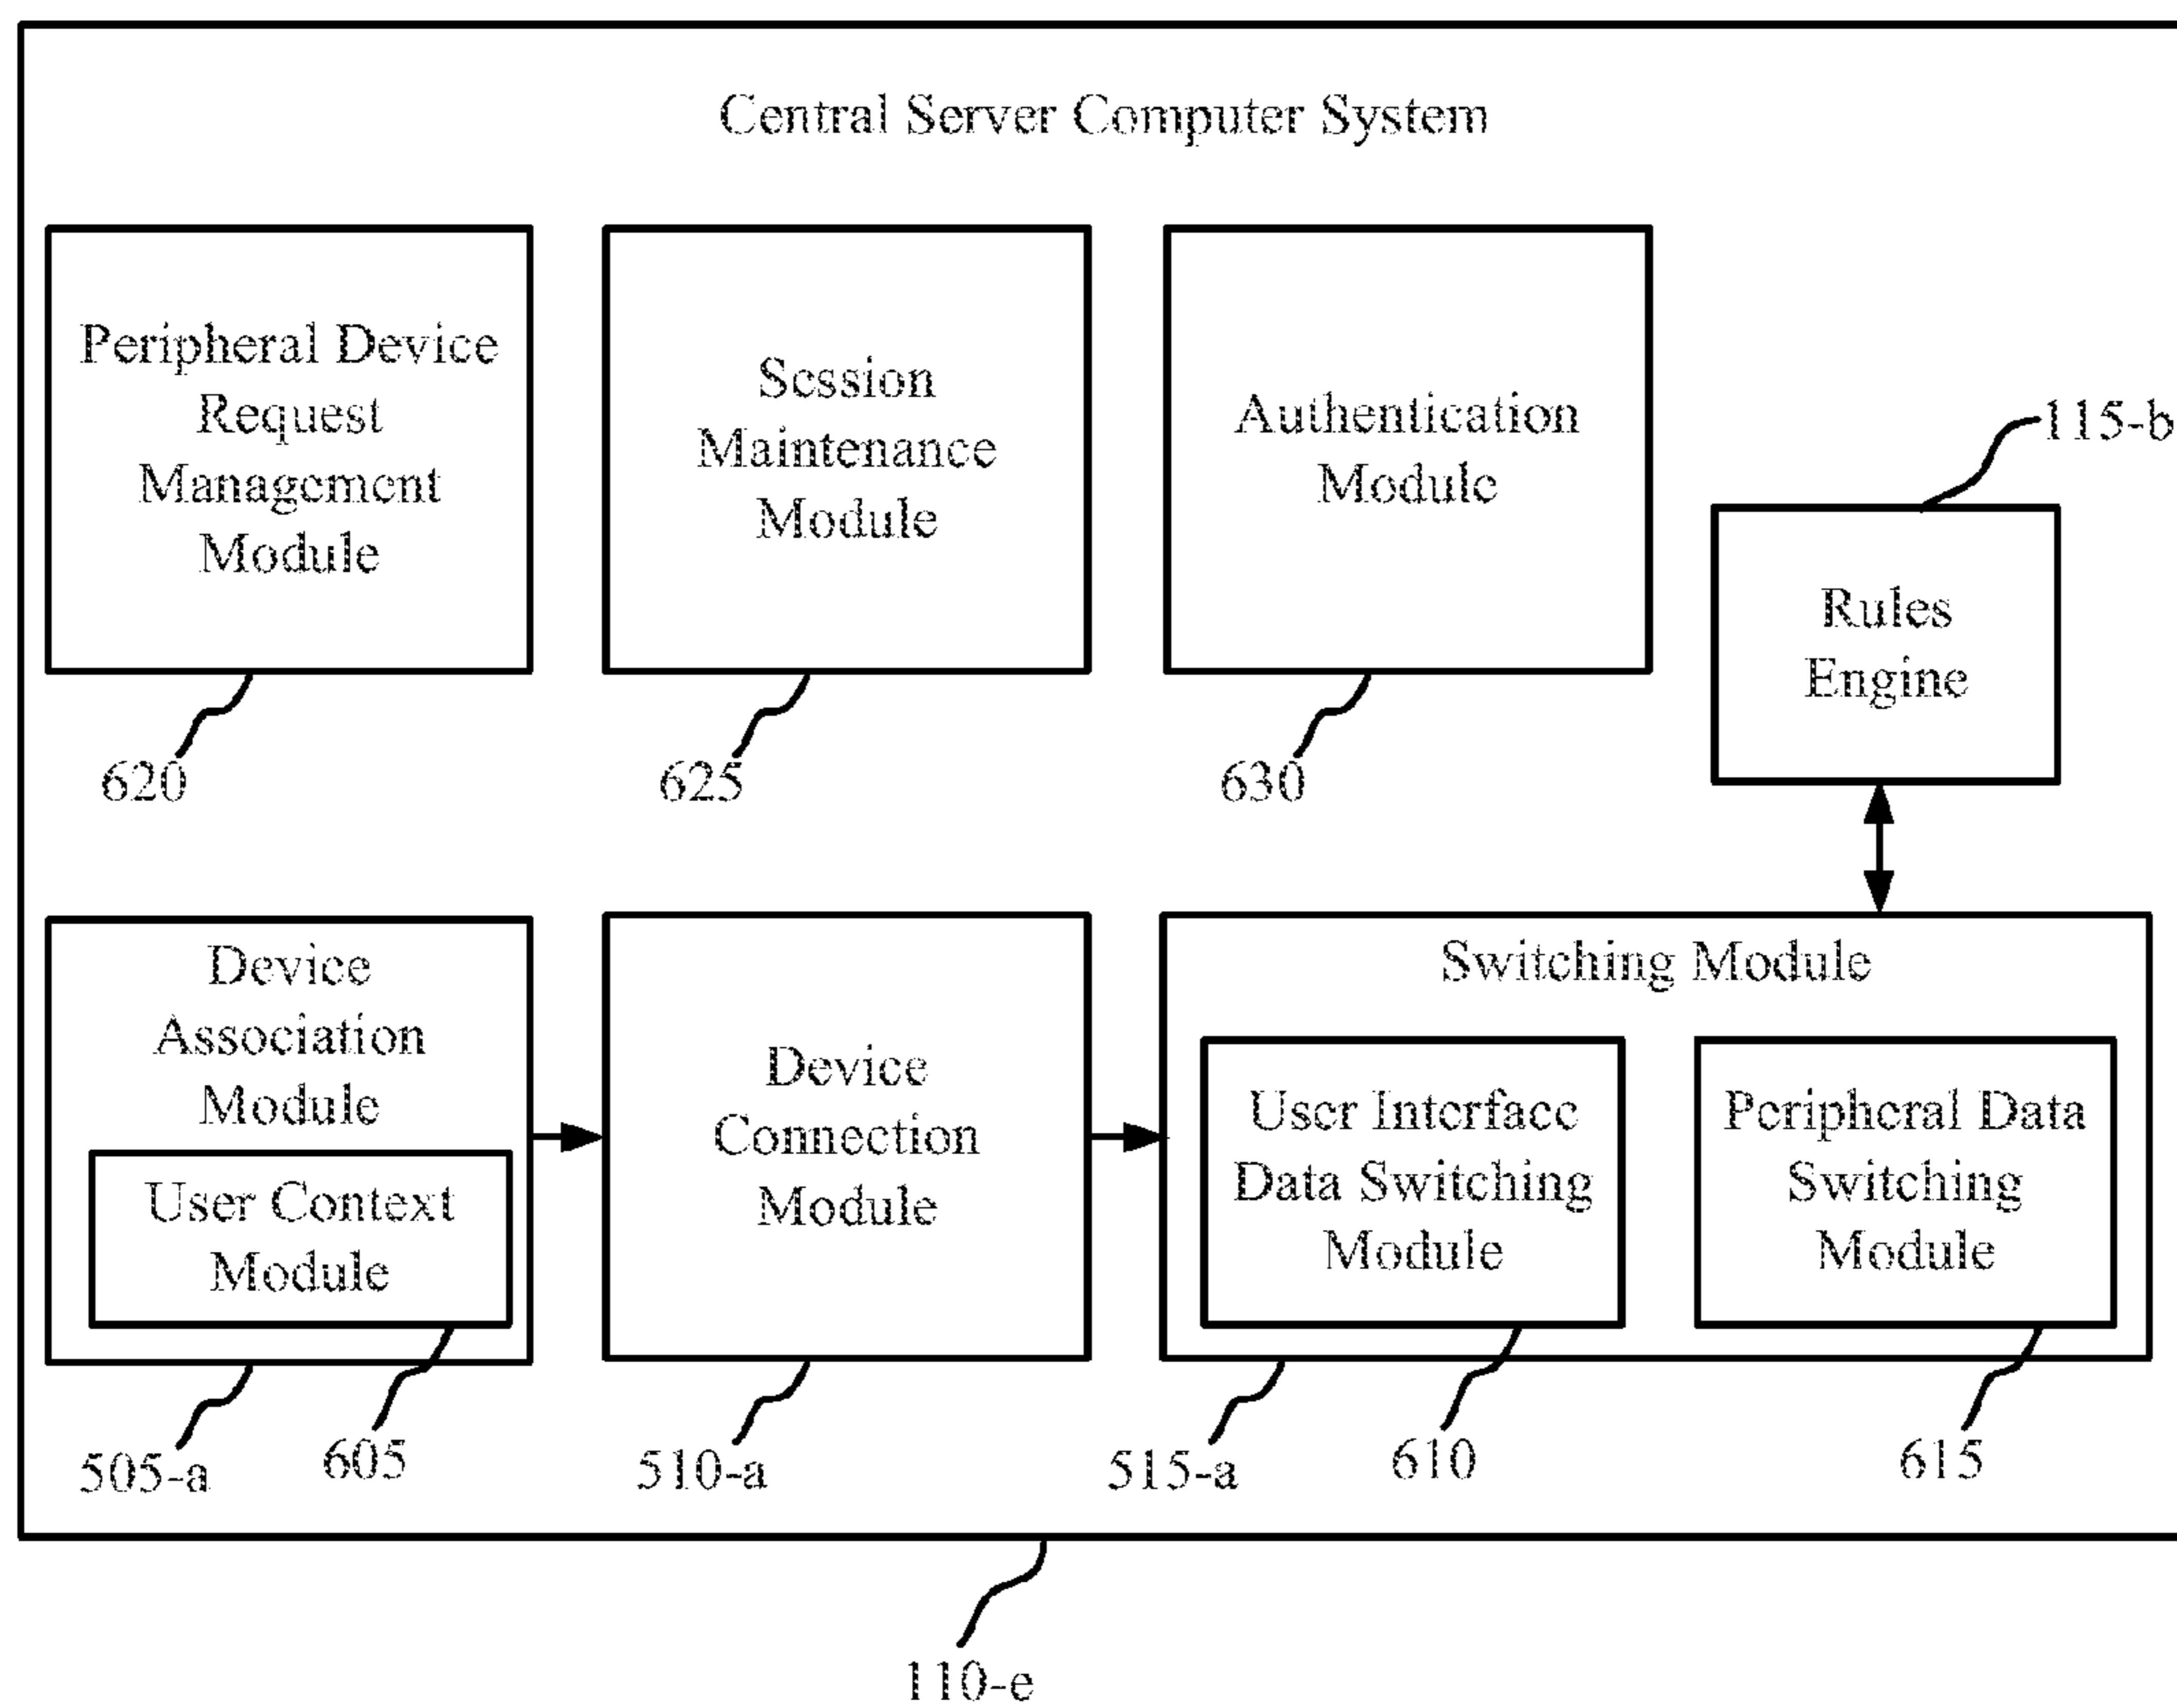 Central Server Computer System
Peripheral Device
Request
Management
Module
620
Session
Maintenance
Module
625
Authentication
Module
630
115-b
Rules
Engine
Device
Association
Module
User Context
Module
505-a
605
Device
Connection
Module
510-a
Switching Module
User Interface
Data Switching
Module
Peripheral Data
Switching
Module
515-a
610
615
110-e